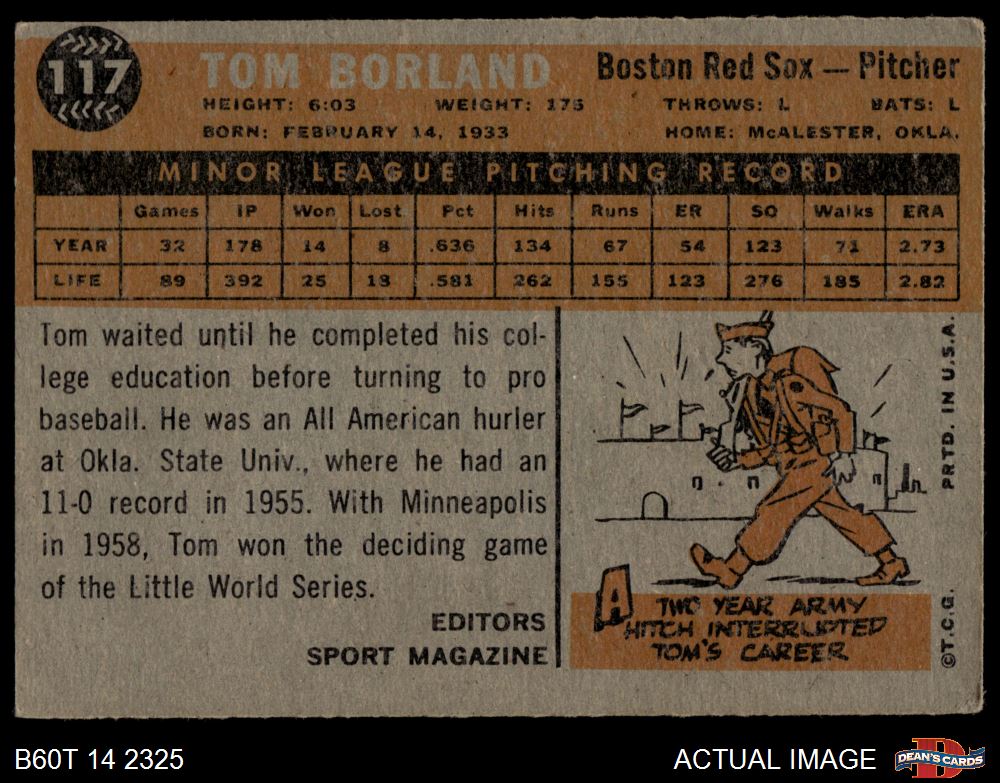 117
TOM BORLAND
Boston Red Sox — Pitcher
HEIGHT: 6:03 WEIGHT: 175 THROWS: L BATS: L
BORN: FEBRUARY 14, 1933 HOME: McALESTER, OKLA.
MINOR LEAGUE PITCHING RECORD
Games IP Won Lost Pct Hits Runs ER SO Walks ERA
YEAR 32 178 14 8 .636 134 67 54 123 71 2.73
LIFE 89 392 25 18 .581 262 155 123 276 185 2.82
Tom waited until he completed his col-
lege education before turning to pro
baseball. He was an All American hurler
at Okla. State Univ., where he had an
11-0 record in 1955. With Minneapolis
in 1958, Tom won the deciding game
of the Little World Series.
EDITORS
SPORT MAGAZINE
A TWO YEAR ARMY
HITCH INTERRUPTED
TOM'S CAREER
©T.C.G. PRTD. IN U.S.A.
B60T 14 2325
ACTUAL IMAGE
D
DEAN'S CARDS